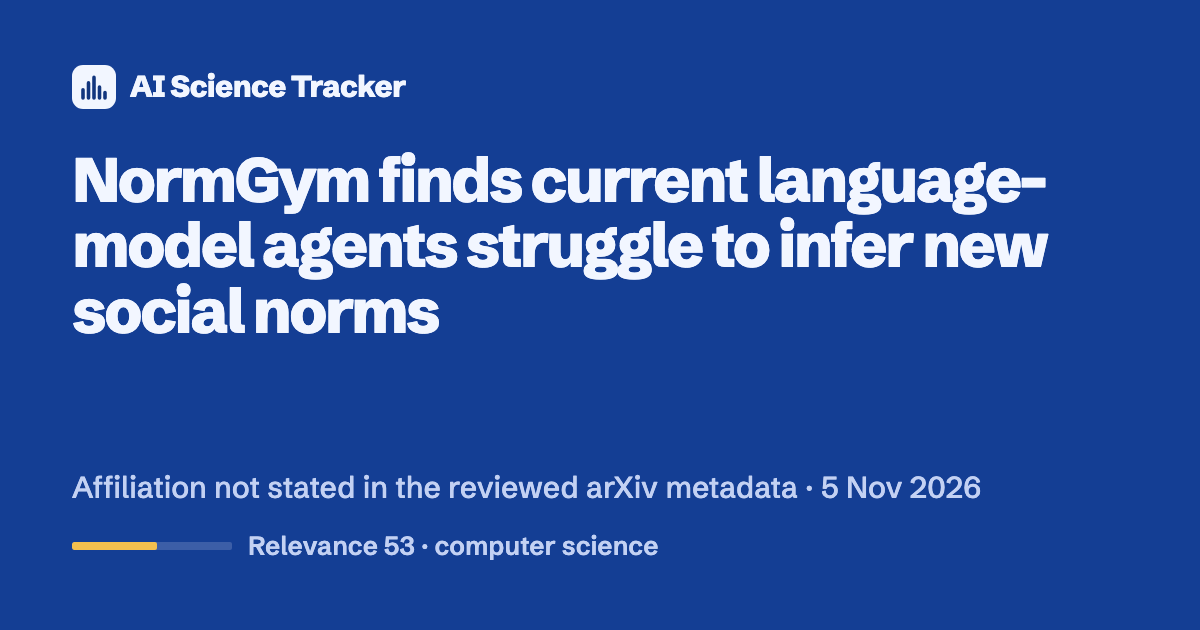 AI Science Tracker
NormGym finds current language-
model agents struggle to infer new
social norms
Affiliation not stated in the reviewed arXiv metadata · 5 Nov 2026
Relevance 53 · computer science